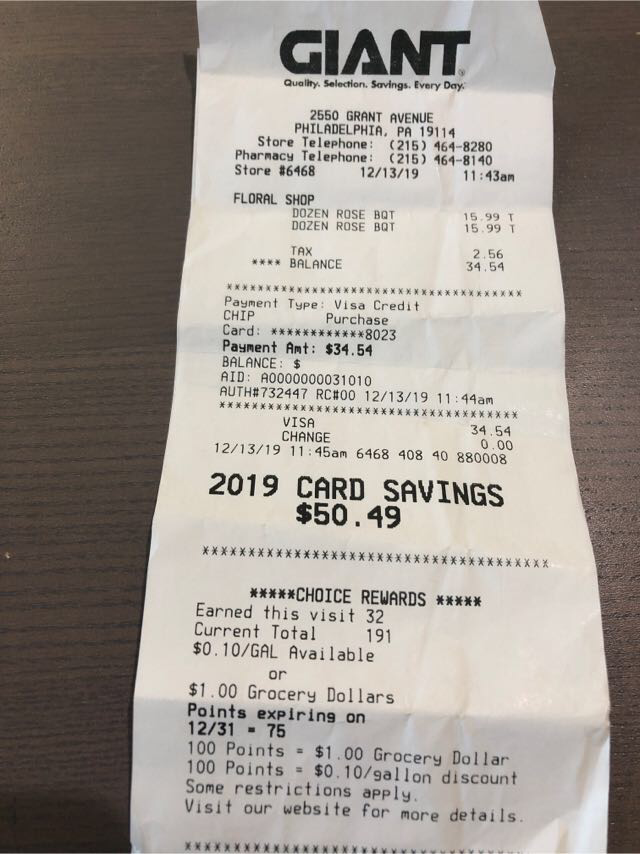 GIANT®
Quality. Selection. Savings. Every Day.
2550 GRANT AVENUE
PHILADELPHIA, PA 19114
Store Telephone: (215) 464-8280
Pharmacy Telephone: (215) 464-8140
Store #6468 12/13/19 11:43am
FLORAL SHOP
DOZEN ROSE BQT 15.99 T
DOZEN ROSE BQT 15.99 T
TAX 2.56
**** BALANCE 34.54
************************************
Payment Type: Visa Credit
CHIP Purchase
Card: ************8023
Payment Amt: $34.54
BALANCE: $
AID: A0000000031010
AUTH#732447 RC#00 12/13/19 11:44am
************************************
VISA 34.54
CHANGE 0.00
12/13/19 11:45am 6468 408 40 880008
2019 CARD SAVINGS
$50.49
**************************************
*****CHOICE REWARDS *****
Earned this visit 32
Current Total 191
$0.10/GAL Available
or
$1.00 Grocery Dollars
Points expiring on
12/31 = 75
100 Points = $1.00 Grocery Dollar
100 Points = $0.10/gallon discount
Some restrictions apply.
Visit our website for more details.
**************************************